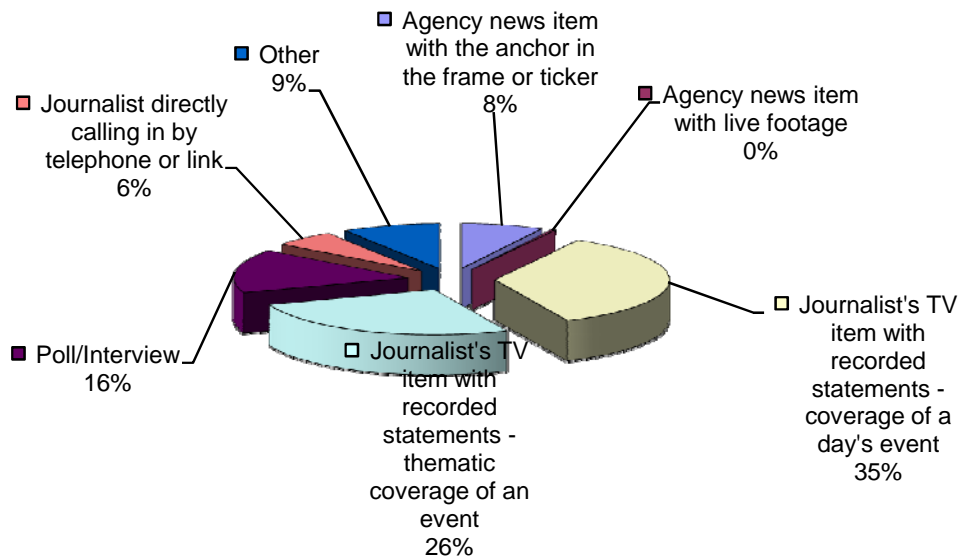 Agency news item
with the anchor in
the frame or ticker
8%
Other
9%
Agency news item
with live footage
0%
Journalist directly
calling in by
telephone or link
6%
Journalist's TV
item with
recorded
statements -
coverage of a
day's event
35%
Poll/Interview
16%
Journalist's TV
item with
recorded
statements -
thematic
coverage of an
event
26%